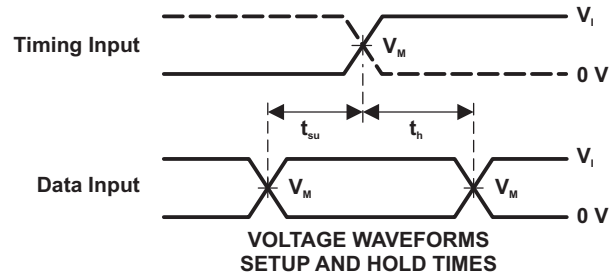 V_I
Timing Input
V_M
0 V
t_su
t_h
V_I
Data Input
V_M
V_M
0 V
VOLTAGE WAVEFORMS
SETUP AND HOLD TIMES